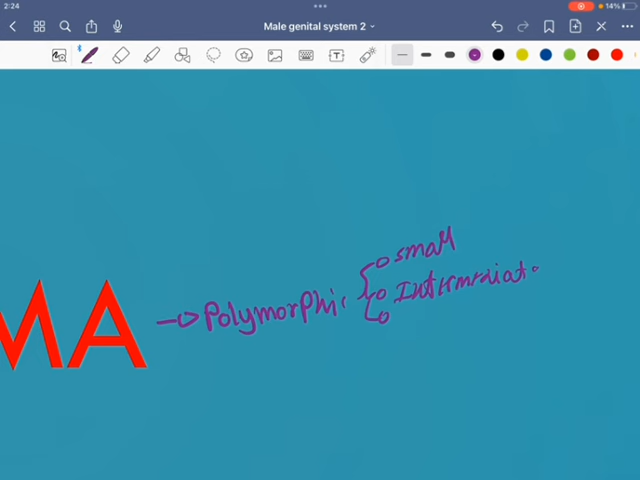 2:24
14%
Male genital system 2
small
MA → Polymorphic
Intermediat